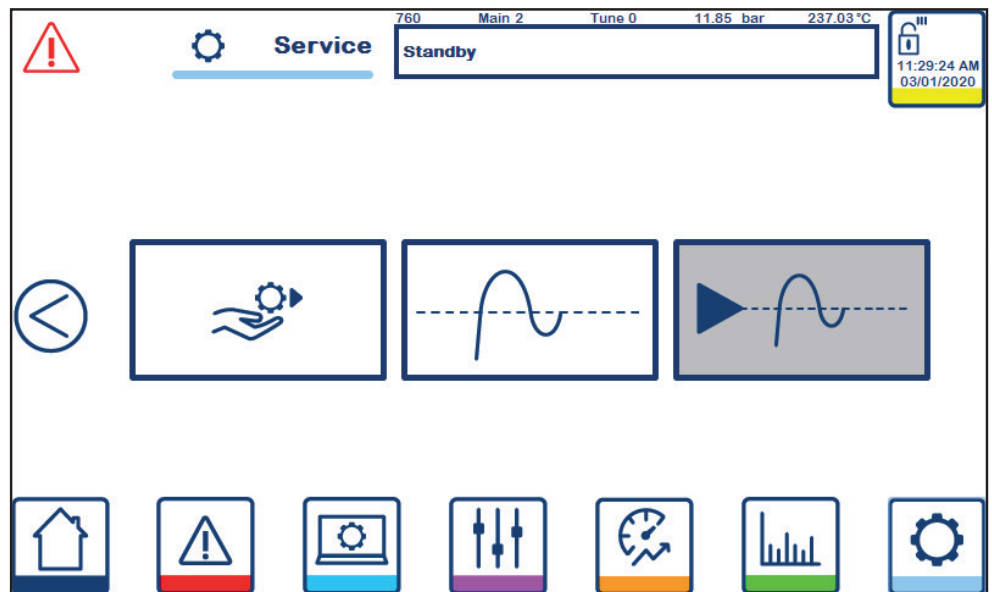 Service
760 Main 2 Tune 0 11.85 bar 237.03 °C
Standby
III
11:29:24 AM
03/01/2020